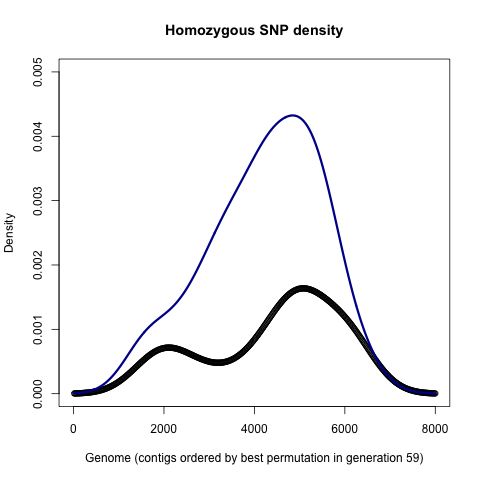 Homozygous SNP density
Density
0.005
0.004
0.003
0.002
0.001
0.000
0 2000 4000 6000 8000
Genome (contigs ordered by best permutation in generation 59)